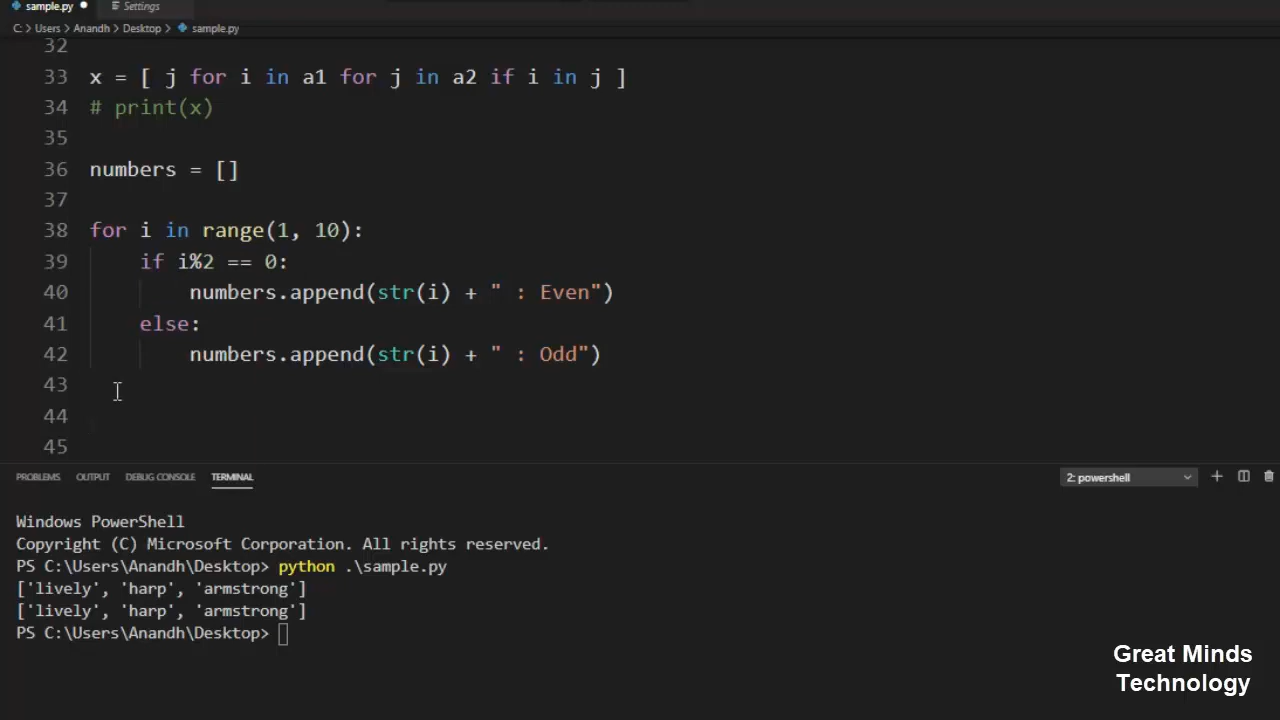 sample.py
Settings
C: > Users > Anandh > Desktop > sample.py
32
33 x = [ j for i in a1 for j in a2 if i in j ]
34 # print(x)
35
36 numbers = []
37
38 for i in range(1, 10):
39     if i%2 == 0:
40         numbers.append(str(i) + " : Even")
41     else:
42         numbers.append(str(i) + " : Odd")
43
44
45
PROBLEMS OUTPUT DEBUG CONSOLE TERMINAL 2: powershell
Windows PowerShell
Copyright (C) Microsoft Corporation. All rights reserved.
PS C:\Users\Anandh\Desktop> python .\sample.py
['lively', 'harp', 'armstrong']
['lively', 'harp', 'armstrong']
PS C:\Users\Anandh\Desktop>
Great Minds
Technology